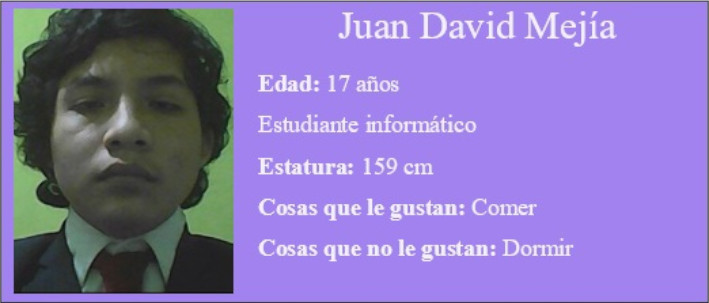 Juan David Mejía
Edad: 17 años
Estudiante informático
Estatura: 159 cm
Cosas que le gustan: Comer
Cosas que no le gustan: Dormir